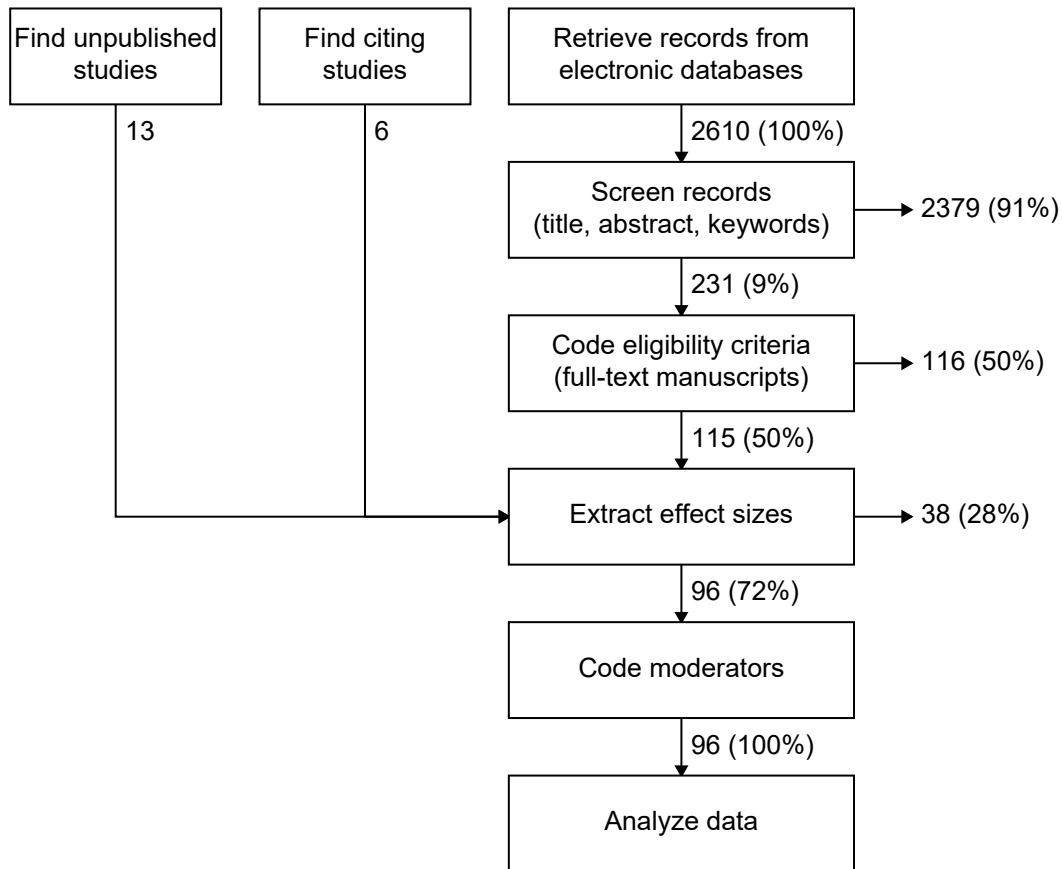 Find unpublished
studies
Find citing
studies
Retrieve records from
electronic databases
13
6
2610 (100%)
Screen records
(title, abstract, keywords)
2379 (91%)
231 (9%)
Code eligibility criteria
(full-text manuscripts)
116 (50%)
115 (50%)
Extract effect sizes
38 (28%)
96 (72%)
Code moderators
96 (100%)
Analyze data